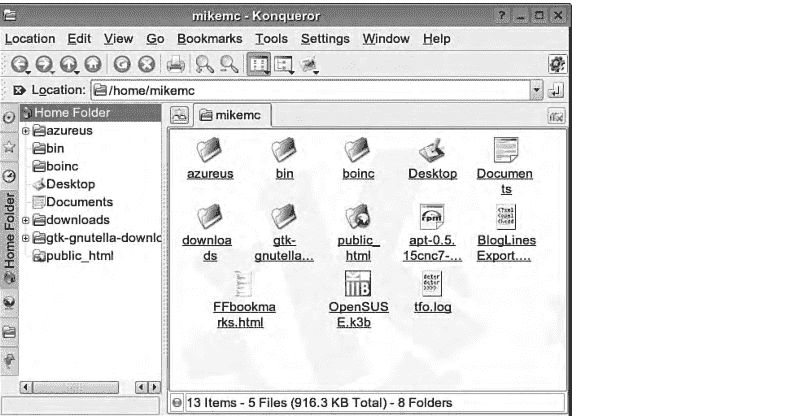 mikemc - Konqueror
Location Edit View Go Bookmarks Tools Settings Window Help
Location: /home/mikemc
Home Folder
azureus
bin
boinc
Desktop
Documents
downloads
gtk-gnutella-downlo
public_html
Home Folder
mikemc
azureus bin boinc Desktop Documen
ts
downloa gtk- public_ apt-0.5. BlogLines
ds gnutella... html 15cnc7-... Export....
FFbookma OpenSUS tfo.log
rks.html E.k3b
13 Items - 5 Files (916.3 KB Total) - 8 Folders